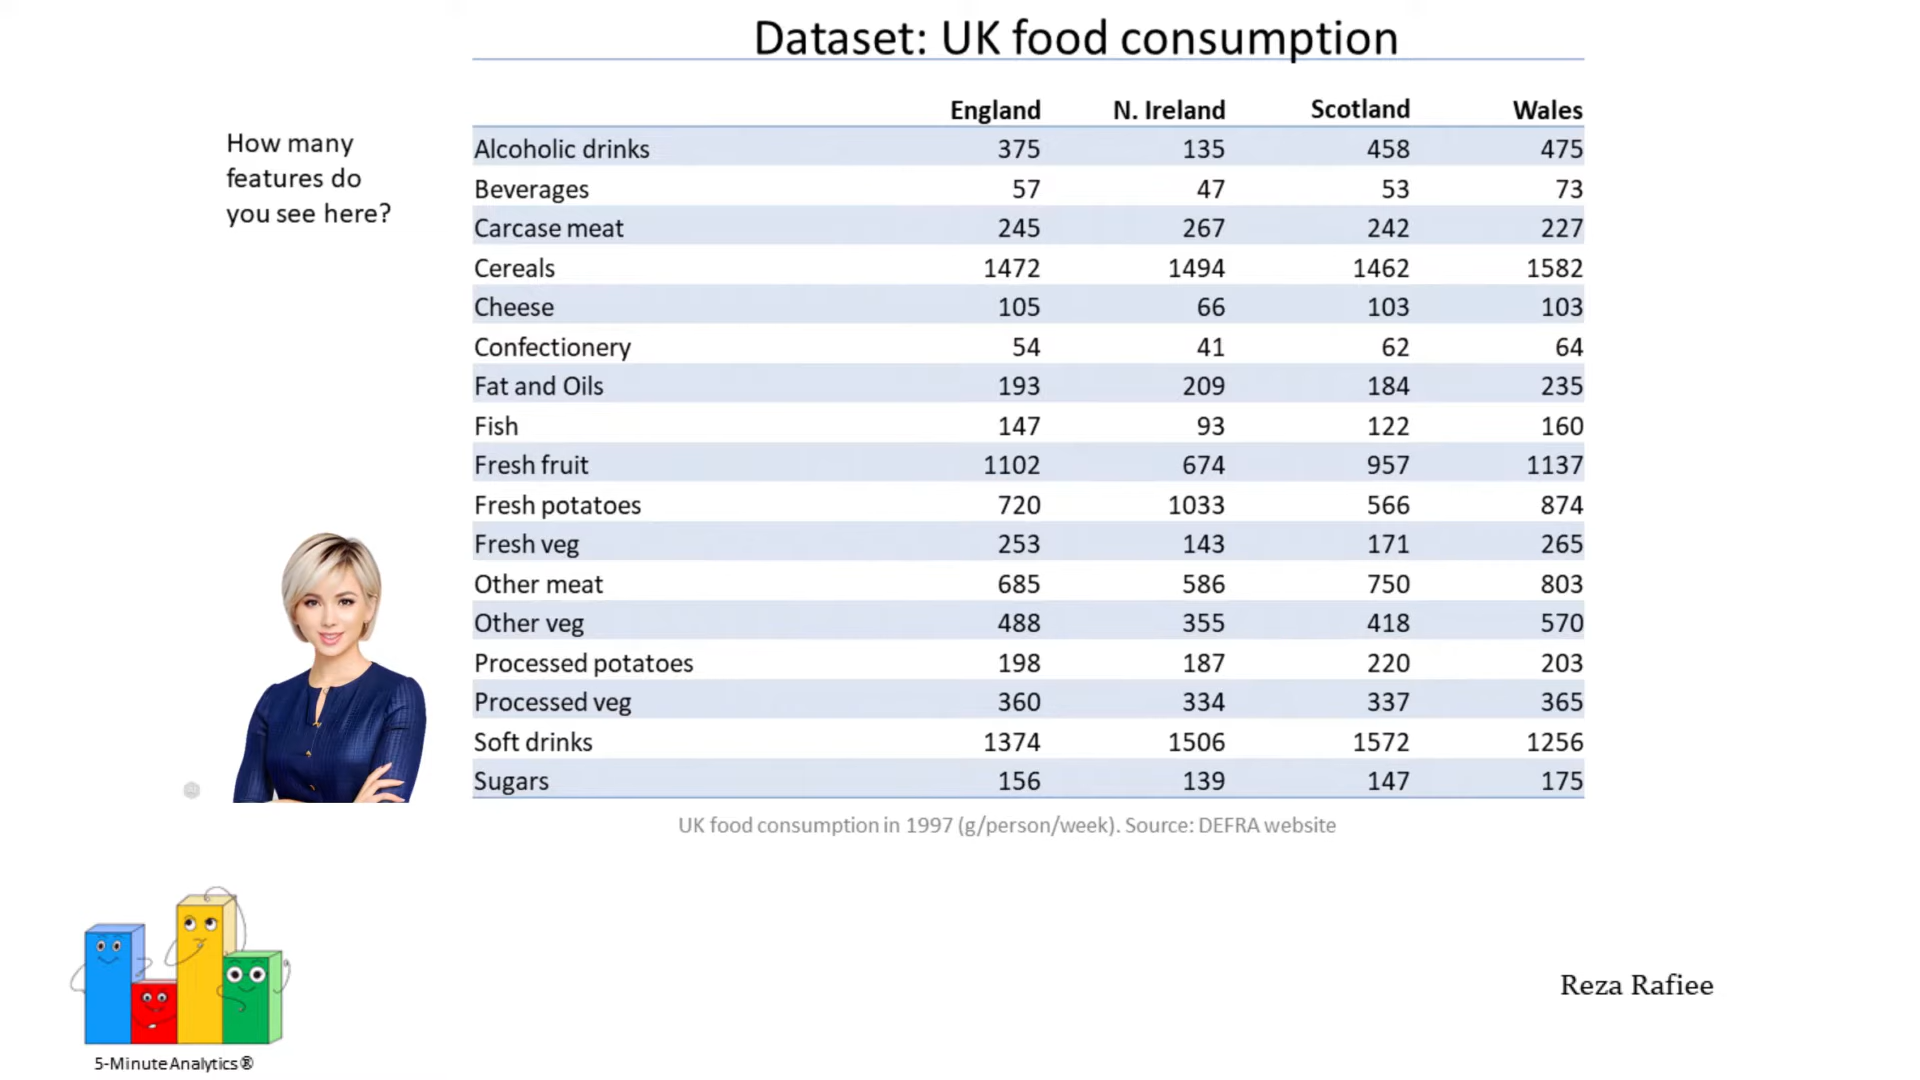 Dataset: UK food consumption
How many
features do
you see here?
England N. Ireland Scotland Wales
Alcoholic drinks 375 135 458 475
Beverages 57 47 53 73
Carcase meat 245 267 242 227
Cereals 1472 1494 1462 1582
Cheese 105 66 103 103
Confectionery 54 41 62 64
Fat and Oils 193 209 184 235
Fish 147 93 122 160
Fresh fruit 1102 674 957 1137
Fresh potatoes 720 1033 566 874
Fresh veg 253 143 171 265
Other meat 685 586 750 803
Other veg 488 355 418 570
Processed potatoes 198 187 220 203
Processed veg 360 334 337 365
Soft drinks 1374 1506 1572 1256
Sugars 156 139 147 175
UK food consumption in 1997 (g/person/week). Source: DEFRA website
Reza Rafiee
5-Minute Analytics®